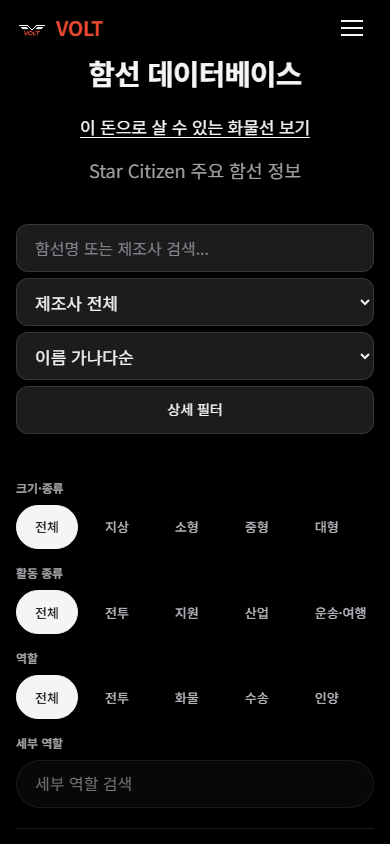 VOLT
VOLT
함선 데이터베이스
이 돈으로 살 수 있는 화물선 보기
Star Citizen 주요 함선 정보
함선명 또는 제조사 검색...
제조사 전체
이름 가나다순
상세 필터
크기·종류
전체 지상 소형 중형 대형
활동 종류
전체 전투 지원 산업 운송·여행
역할
전체 전투 화물 수송 인양
세부 역할
세부 역할 검색